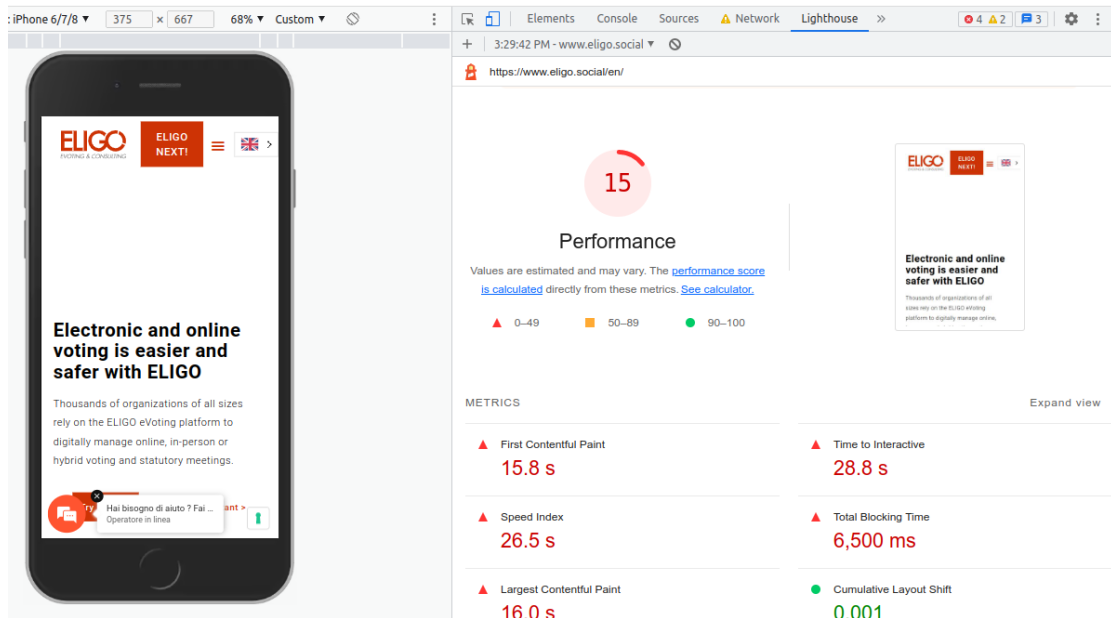 : iPhone 6/7/8 ▼ 375 × 667 68% ▼ Custom ▼
Elements Console Sources Network Lighthouse » 4 2 3
+ 3:29:42 PM - www.eligo.social ▼
https://www.eligo.social/en/
ELIGO
EVOTING & CONSULTING
ELIGO
NEXT!
Electronic and online
voting is easier and
safer with ELIGO
Thousands of organizations of all sizes
rely on the ELIGO eVoting platform to
digitally manage online, in-person or
hybrid voting and statutory meetings.
Try
ant >
Hai bisogno di aiuto ? Fai ...
Operatore in linea
15
Performance
Values are estimated and may vary. The performance score
is calculated directly from these metrics. See calculator.
0–49 50–89 90–100
ELIGO
ELIGO
NEXT!
Electronic and online
voting is easier and
safer with ELIGO
Thousands of organizations of all
sizes rely on the ELIGO eVoting
platform to digitally manage online,
METRICS
Expand view
First Contentful Paint
15.8 s
Time to Interactive
28.8 s
Speed Index
26.5 s
Total Blocking Time
6,500 ms
Largest Contentful Paint
16.0 s
Cumulative Layout Shift
0.001